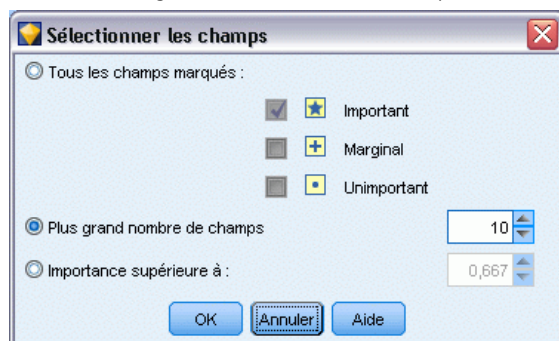 Sélectionner les champs
Tous les champs marqués :
Important
Marginal
Unimportant
Plus grand nombre de champs 10
Importance supérieure à : 0,667
OK Annuler Aide